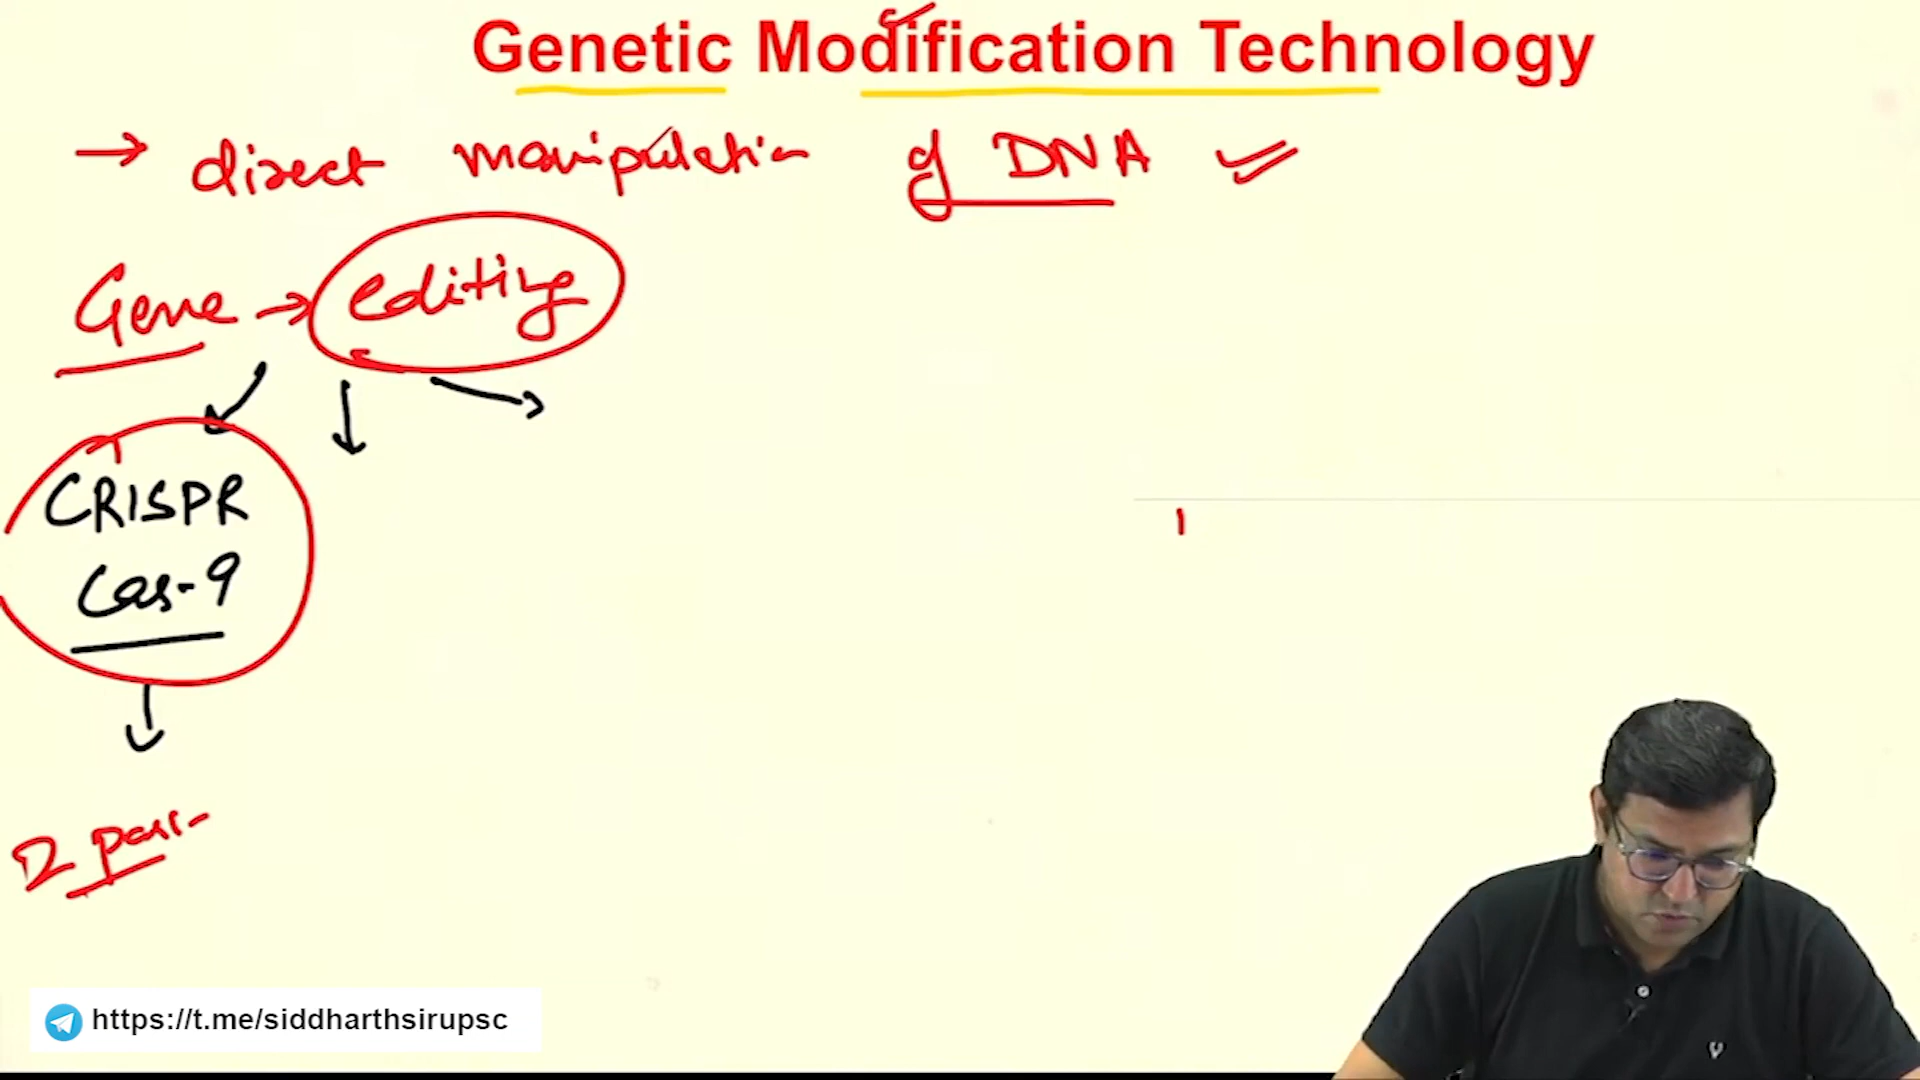 Genetic Modification Technology
→ direct manipulation of DNA
Gene → editing
CRISPR
Cas-9
2 par-
https://t.me/siddharthsirupsc